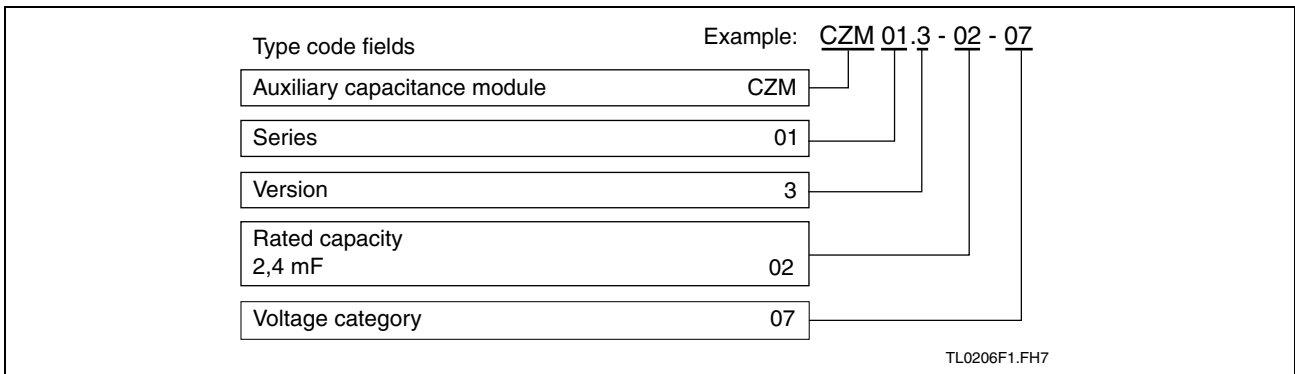 Type code fields Example: CZM 01.3 - 02 - 07
Auxiliary capacitance module CZM
Series 01
Version 3
Rated capacity
2,4 mF 02
Voltage category 07
TL0206F1.FH7